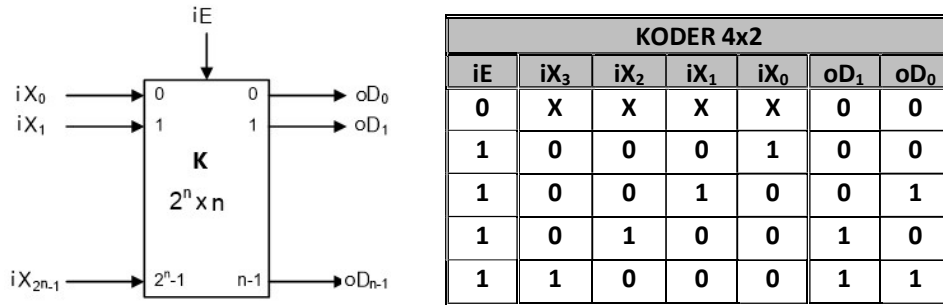 iE
iX₀ 0 0 oD₀
iX₁ 1 1 oD₁
K
2ⁿ x n
iX₂ₙ₋₁ 2ⁿ-1 n-1 oDₙ₋₁
KODER 4x2
iE iX₃ iX₂ iX₁ iX₀ oD₁ oD₀
0 X X X X 0 0
1 0 0 0 1 0 0
1 0 0 1 0 0 1
1 0 1 0 0 1 0
1 1 0 0 0 1 1